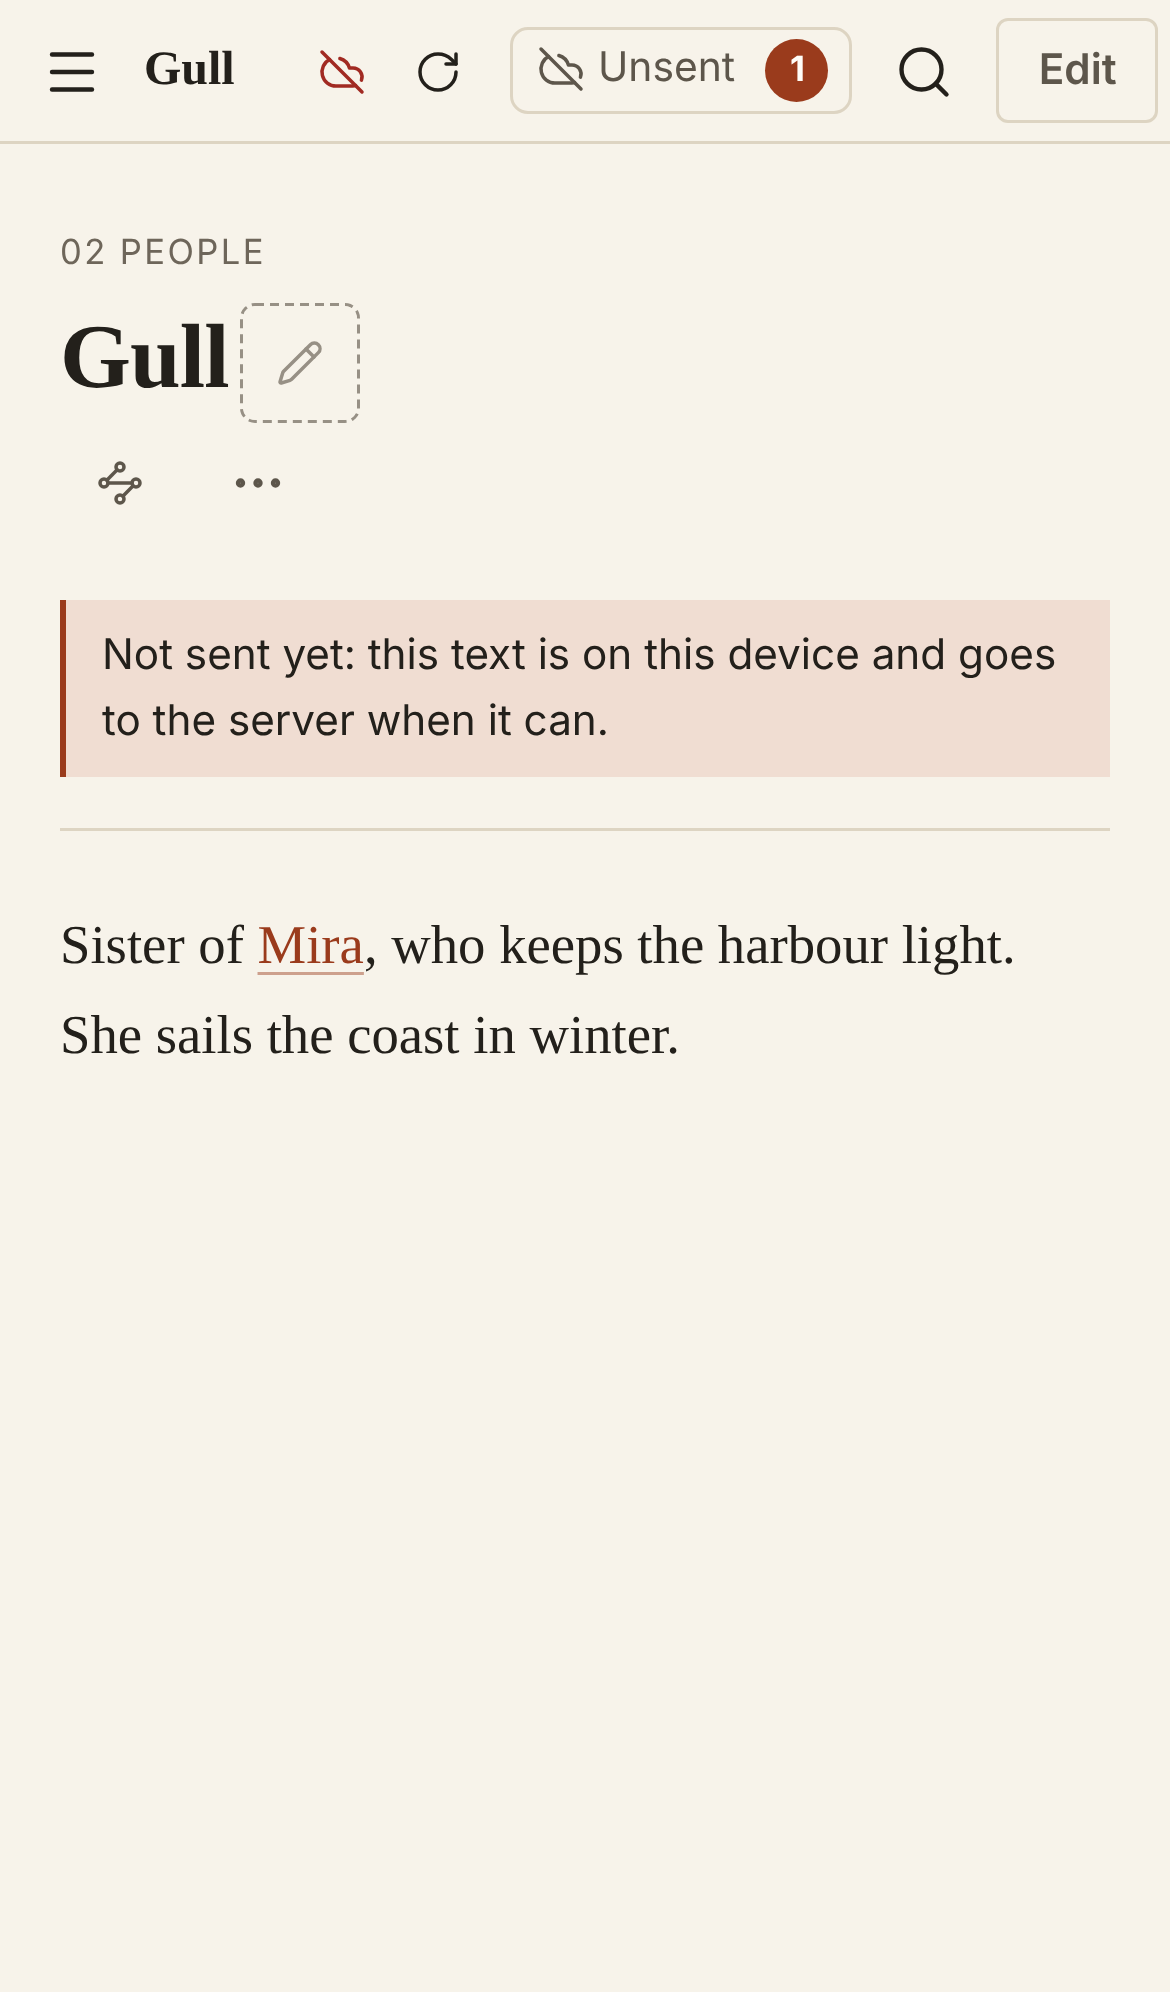 Gull
Unsent 1
Edit
02 PEOPLE
Gull
Not sent yet: this text is on this device and goes
to the server when it can.
Sister of Mira, who keeps the harbour light.
She sails the coast in winter.